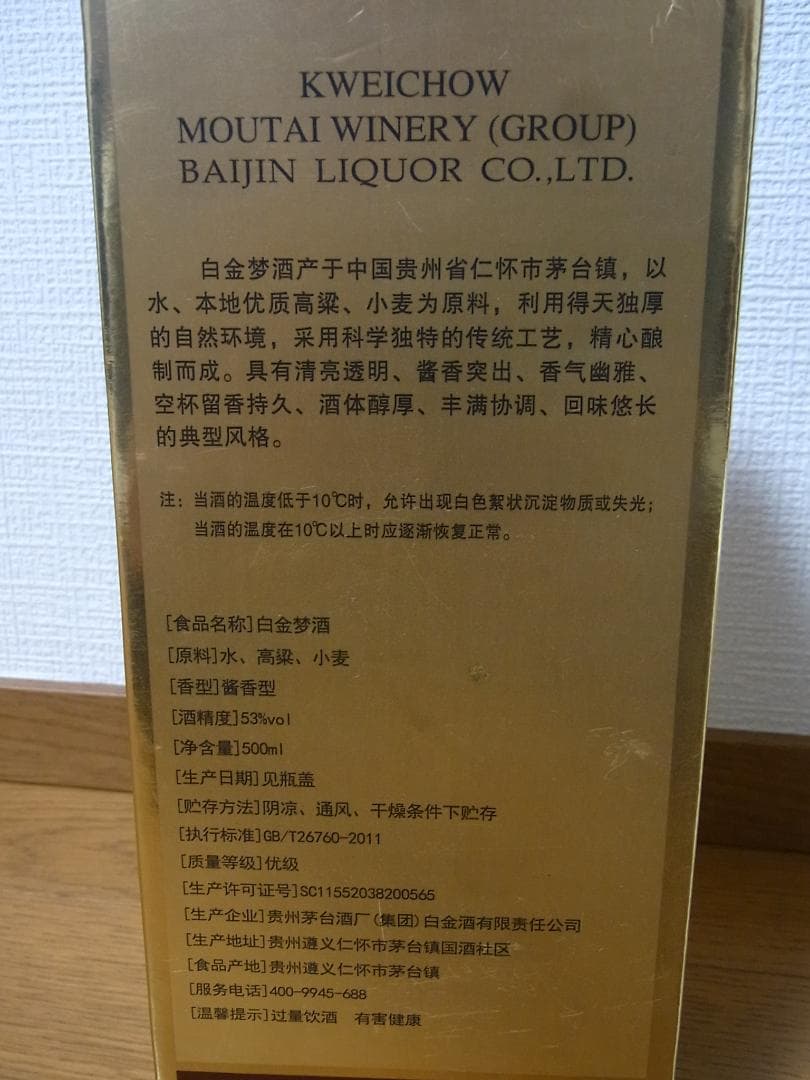 KWEICHOW
MOUTAI WINERY (GROUP)
BAIJIN LIQUOR CO.,LTD.
白金梦酒产于中国贵州省仁怀市茅台镇，以
水、本地优质高粱、小麦为原料，利用得天独厚
的自然环境，采用科学独特的传统工艺，精心酿
制而成。具有清亮透明、酱香突出、香气幽雅、
空杯留香持久、酒体醇厚、丰满协调、回味悠长
的典型风格。
注：当酒的温度低于10℃时，允许出现白色絮状沉淀物质或失光；
当酒的温度在10℃以上时应逐渐恢复正常。
[食品名称]白金梦酒
[原料]水、高粱、小麦
[香型]酱香型
[酒精度]53%vol
[净含量]500ml
[生产日期]见瓶盖
[贮存方法]阴凉、通风、干燥条件下贮存
[执行标准]GB/T26760-2011
[质量等级]优级
[生产许可证号]SC11552038200565
[生产企业]贵州茅台酒厂(集团)白金酒有限责任公司
[生产地址]贵州遵义仁怀市茅台镇国酒社区
[食品产地]贵州遵义仁怀市茅台镇
[服务电话]400-9945-688
[温馨提示]过量饮酒　有害健康